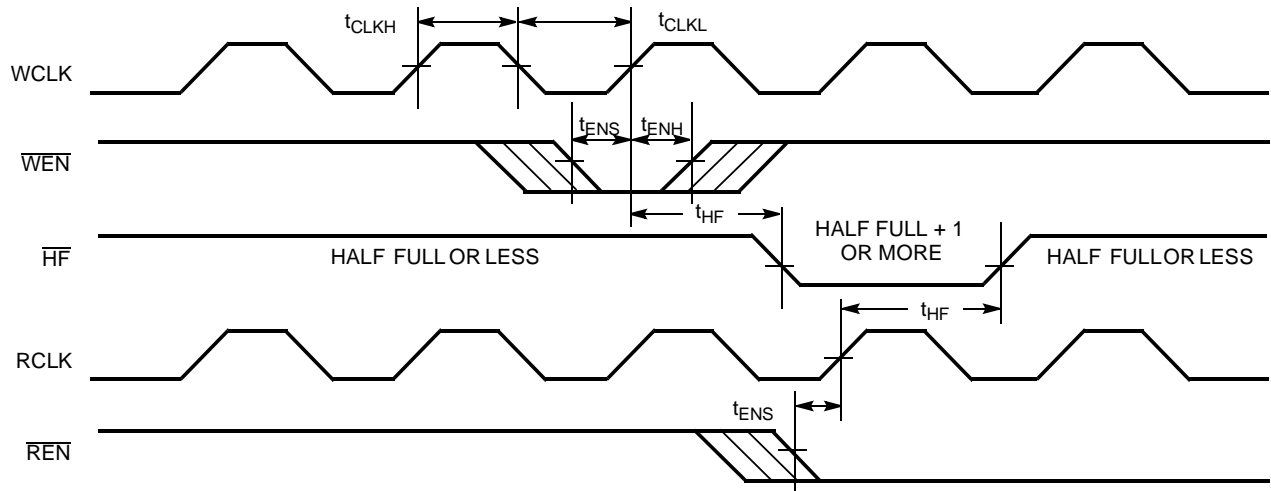 tCLKH
tCLKL
WCLK
tENS
tENH
WEN
tHF
HF
HALF FULL OR LESS
HALF FULL + 1
OR MORE
HALF FULL OR LESS
tHF
RCLK
tENS
REN